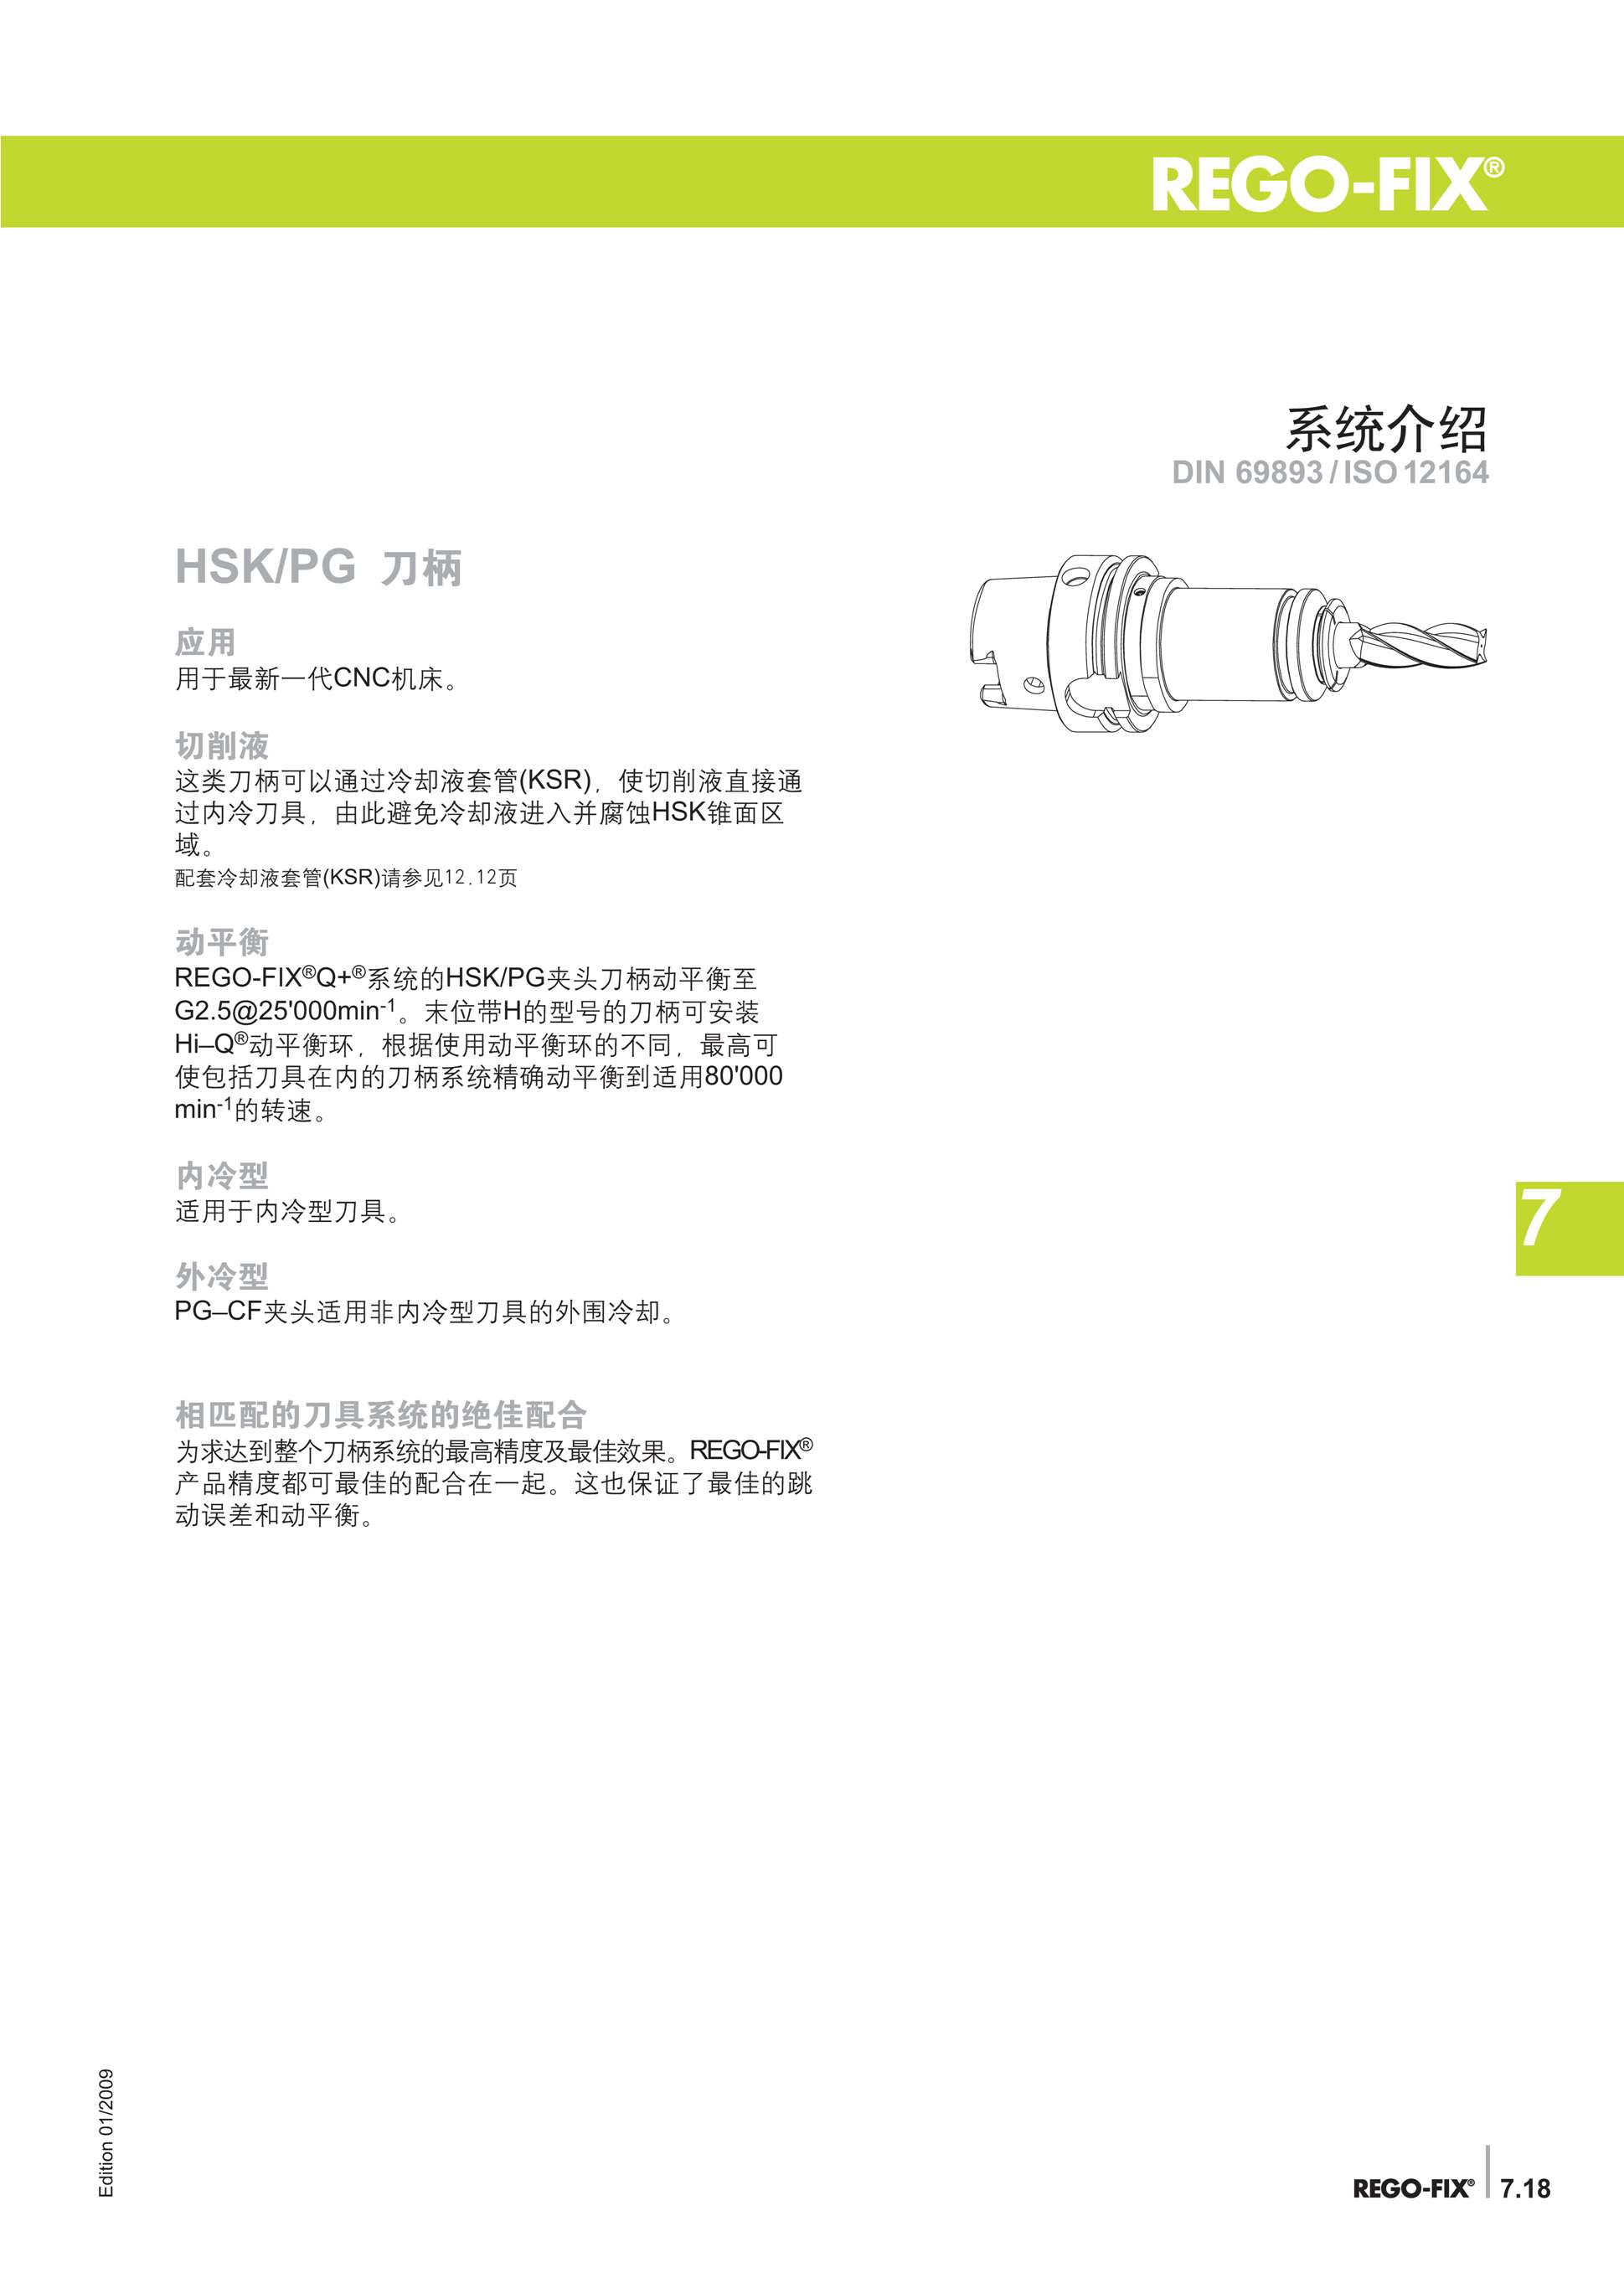 REGO-FIX®
系统介绍
DIN 69893 / ISO 12164
HSK/PG 刀柄
应用
用于最新一代CNC机床。
切削液
这类刀柄可以通过冷却液套管(KSR)，使切削液直接通
过内冷刀具，由此避免冷却液进入并腐蚀HSK锥面区
域。
配套冷却液套管(KSR)请参见12.12页
动平衡
REGO-FIX®Q+®系统的HSK/PG夹头刀柄动平衡至
G2.5@25'000min-1。末位带H的型号的刀柄可安装
Hi–Q®动平衡环，根据使用动平衡环的不同，最高可
使包括刀具在内的刀柄系统精确动平衡到适用80'000
min-1的转速。
内冷型
适用于内冷型刀具。
外冷型
PG–CF夹头适用非内冷型刀具的外围冷却。
相匹配的刀具系统的绝佳配合
为求达到整个刀柄系统的最高精度及最佳效果。REGO-FIX®
产品精度都可最佳的配合在一起。这也保证了最佳的跳
动误差和动平衡。
7
Edition 01/2009
REGO-FIX® 7.18